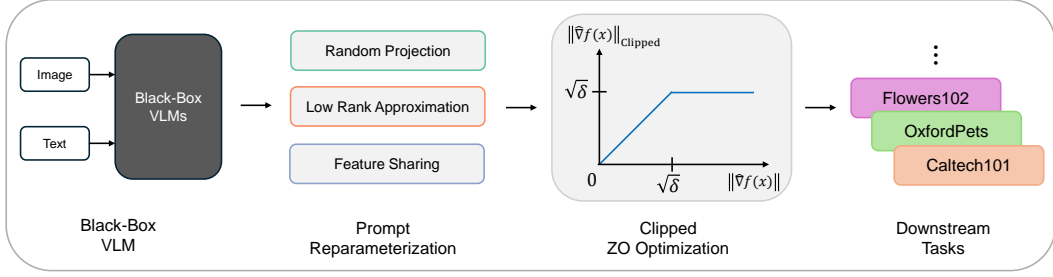 Image
Text
Black-Box
VLMs
Black-Box
VLM
Random Projection
Low Rank Approximation
Feature Sharing
Prompt
Reparameterization
‖∇̂f(x)‖Clipped
√δ
0
√δ
‖∇̂f(x)‖
Clipped
ZO Optimization
⋮
Flowers102
OxfordPets
Caltech101
Downstream
Tasks